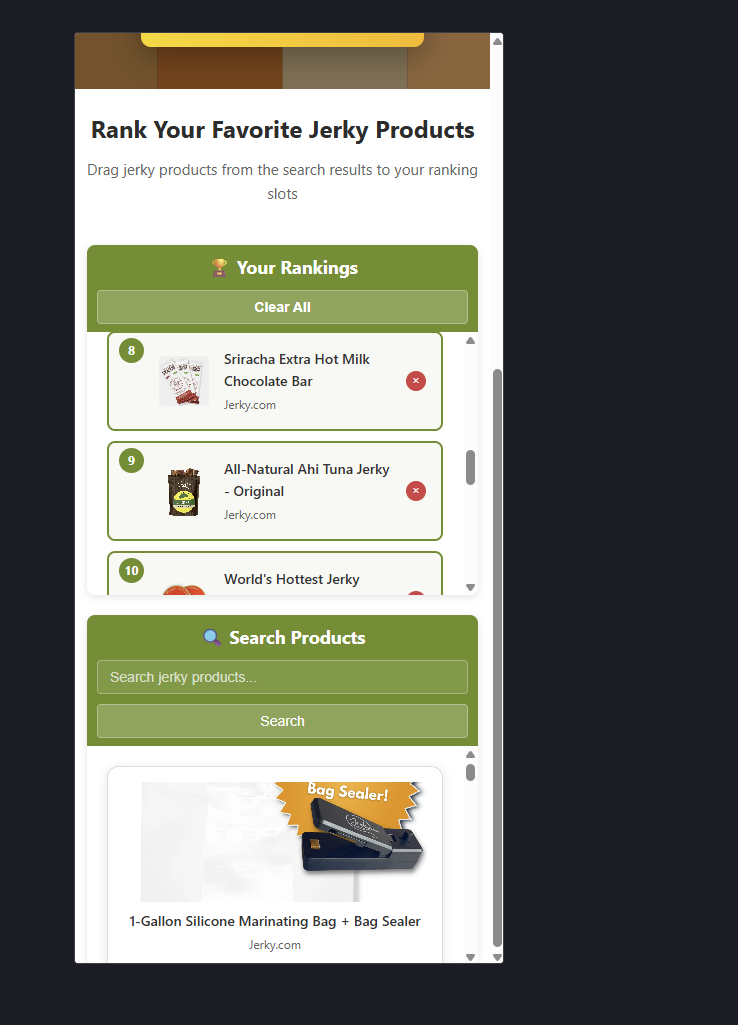 Rank Your Favorite Jerky Products
Drag jerky products from the search results to your ranking
slots
🏆 Your Rankings
Clear All
8
Sriracha Extra Hot Milk
Chocolate Bar
Jerky.com
×
9
All-Natural Ahi Tuna Jerky
- Original
Jerky.com
×
10
World's Hottest Jerky
🔍 Search Products
Search jerky products...
Search
Bag Sealer!
1-Gallon Silicone Marinating Bag + Bag Sealer
Jerky.com